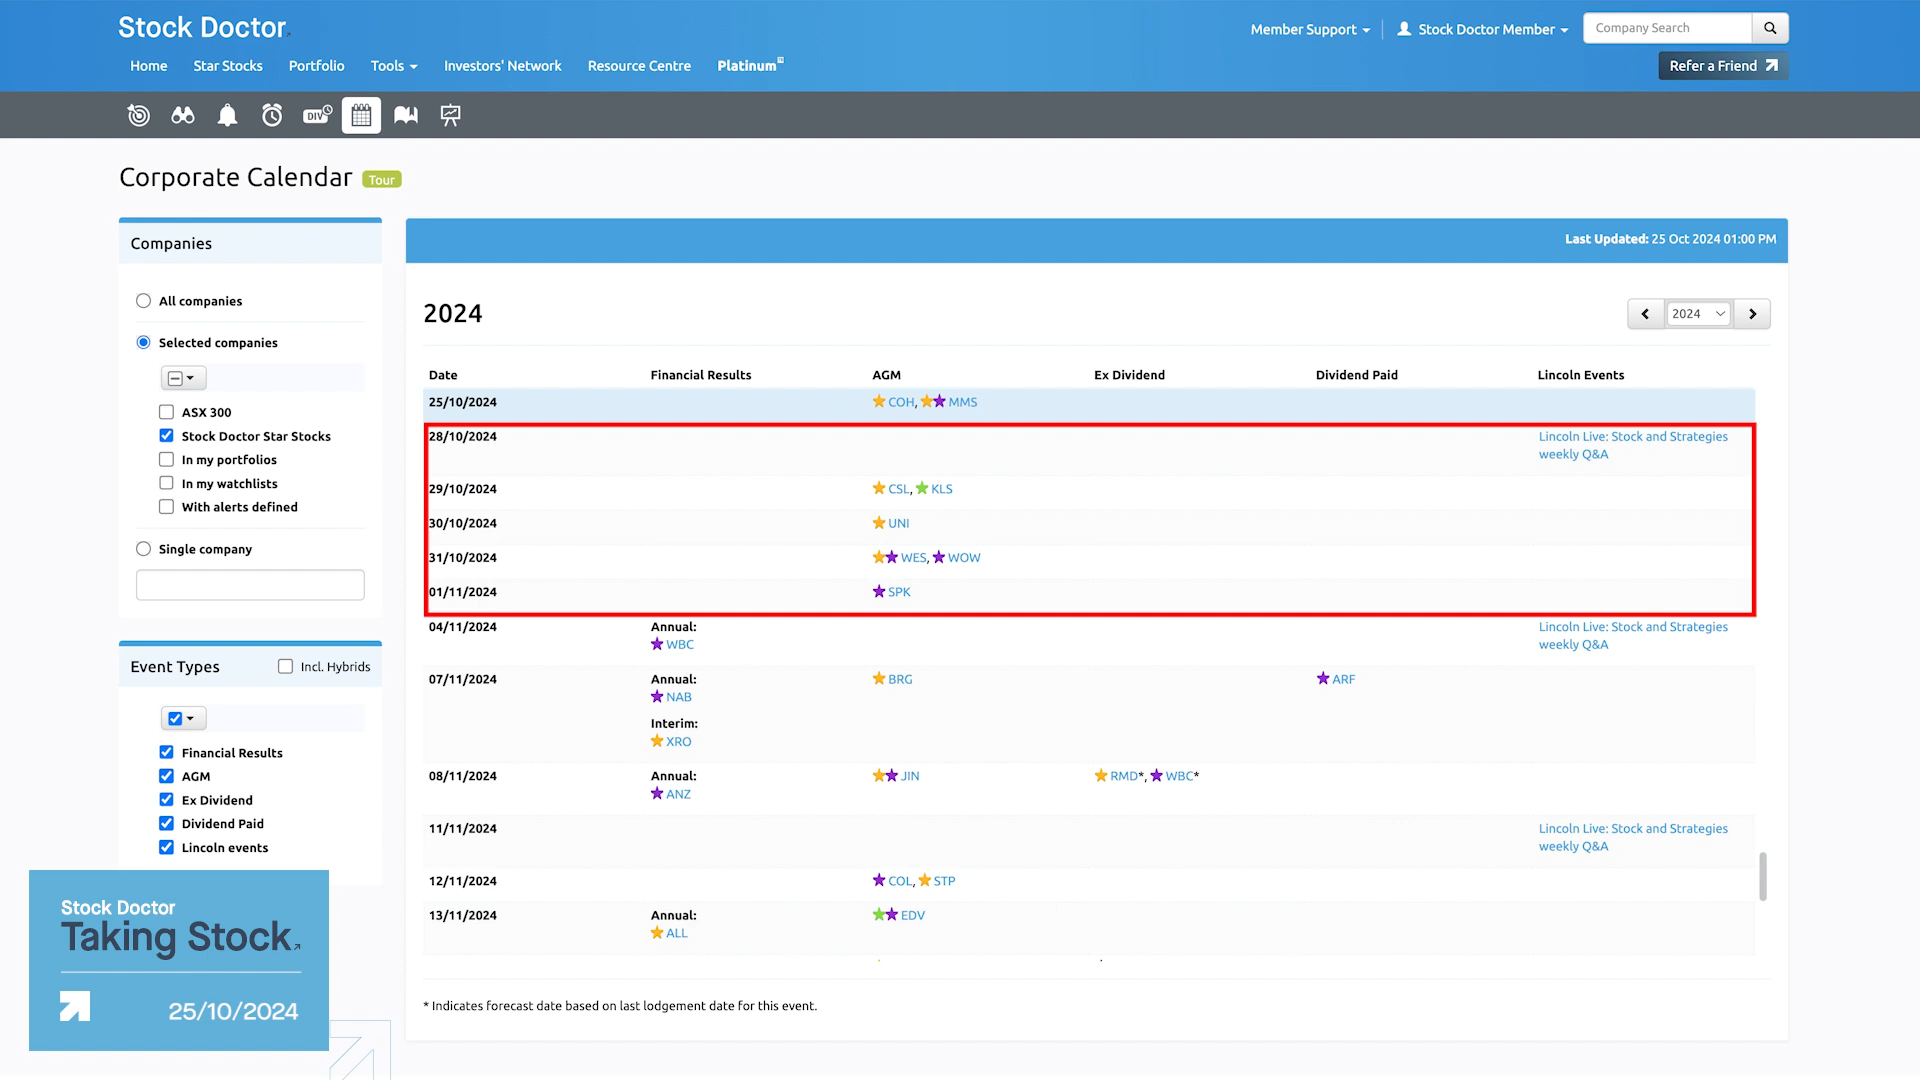 Stock Doctor
Member Support
Stock Doctor Member
Company Search
Home
Star Stocks
Portfolio
Tools
Investors' Network
Resource Centre
Platinum
Refer a Friend
DIV
Corporate Calendar
Tour
Companies
All companies
Selected companies
ASX 300
Stock Doctor Star Stocks
In my portfolios
In my watchlists
With alerts defined
Single company
Event Types
Incl. Hybrids
Financial Results
AGM
Ex Dividend
Dividend Paid
Lincoln events
Last Updated: 25 Oct 2024 01:00 PM
2024
2024
Date Financial Results AGM Ex Dividend Dividend Paid Lincoln Events
25/10/2024 COH, MMS
28/10/2024 Lincoln Live: Stock and Strategies
weekly Q&A
29/10/2024 CSL, KLS
30/10/2024 UNI
31/10/2024 WES, WOW
01/11/2024 SPK
04/11/2024 Annual: Lincoln Live: Stock and Strategies
WBC weekly Q&A
07/11/2024 Annual: BRG ARF
NAB
Interim:
XRO
08/11/2024 Annual: JIN RMD*, WBC*
ANZ
11/11/2024 Lincoln Live: Stock and Strategies
weekly Q&A
12/11/2024 COL, STP
13/11/2024 Annual: EDV
ALL
* Indicates forecast date based on last lodgement date for this event.
Stock Doctor
Taking Stock
25/10/2024